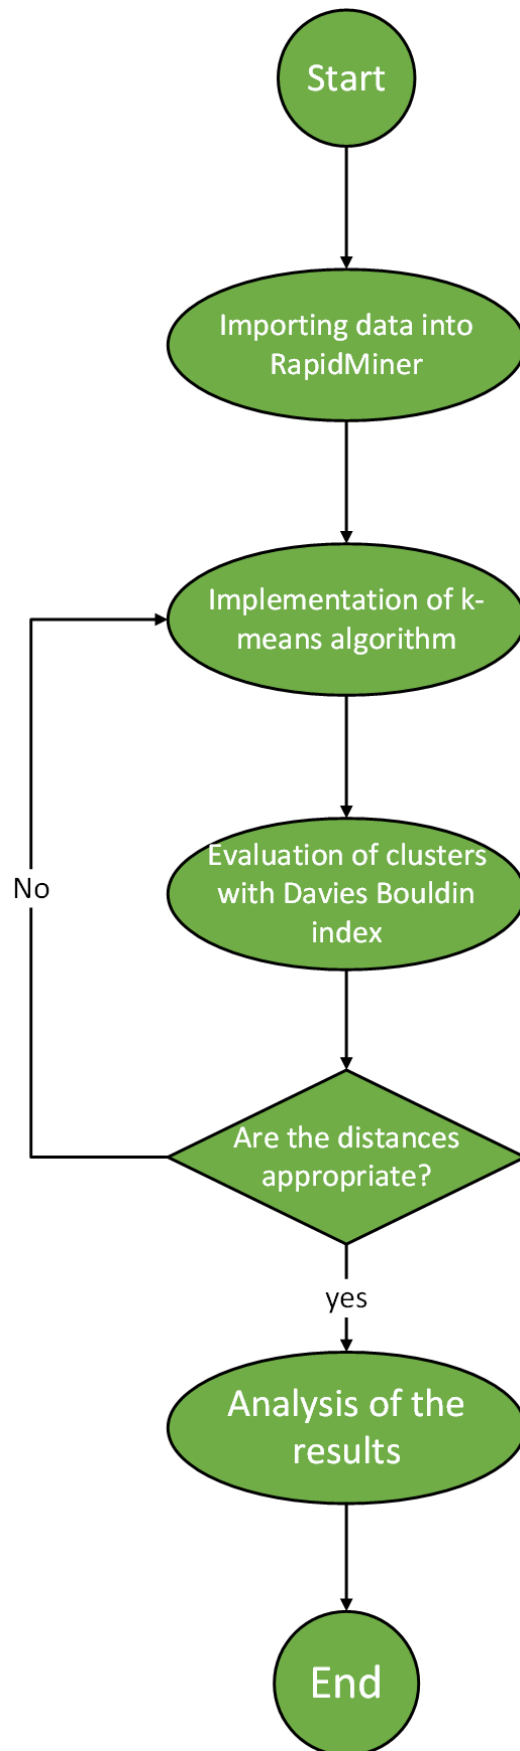 Start
Importing data into
RapidMiner
Implementation of k-
means algorithm
Evaluation of clusters
with Davies Bouldin
index
No
Are the distances
appropriate?
yes
Analysis of the
results
End